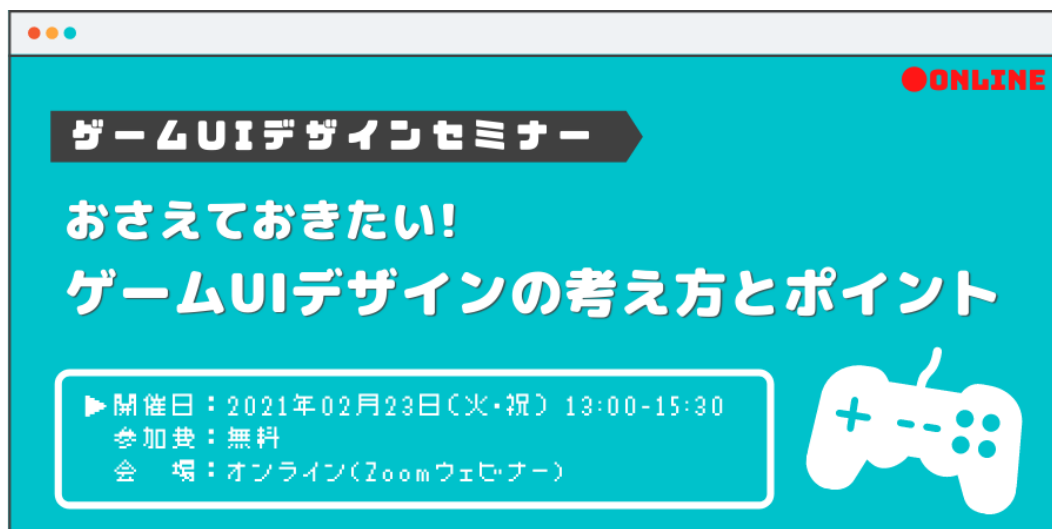 ONLINE
ゲームUIデザインセミナー
おさえておきたい!
ゲームUIデザインの考え方とポイント
▶開催日：2021年02月23日(火・祝) 13:00-15:30
参加費：無料
会　場：オンライン(Zoomウェビナー)